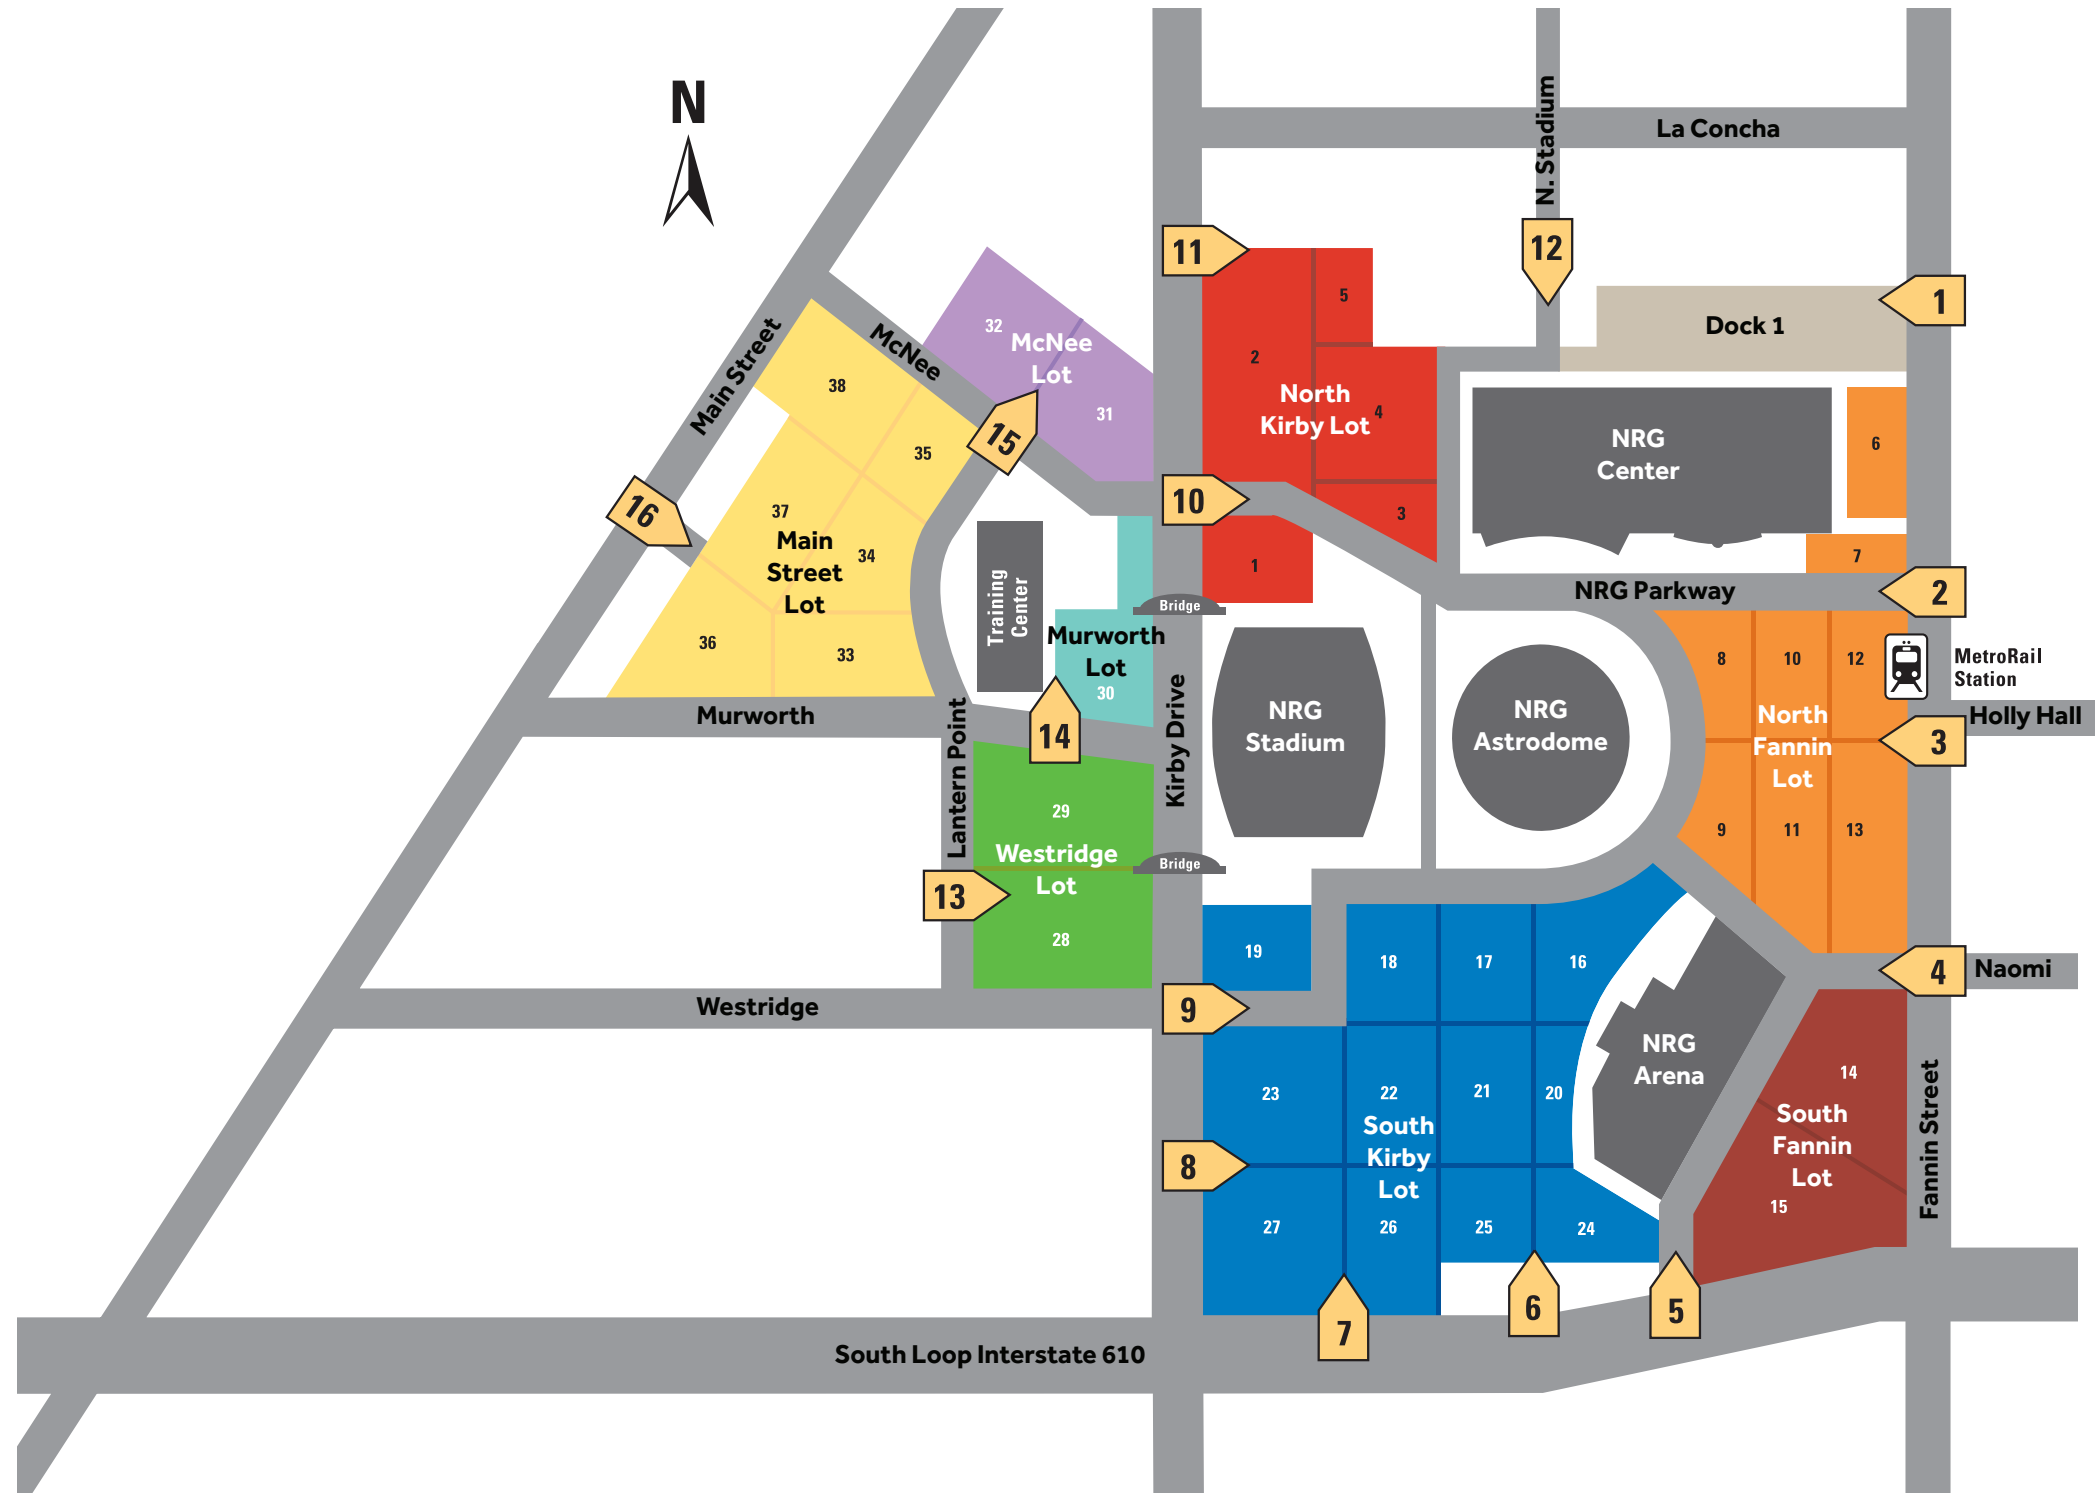 N
La Concha
N. Stadium
11
12
1
Dock 1
5
2
32
McNee
Lot
31
McNee
Main Street
38
North
Kirby Lot
4
NRG
Center
6
15
35
16
37
Main
Street
Lot
34
10
3
7
1
NRG Parkway
2
Training
Center
Bridge
36
33
Murworth
Lot
30
8
10
12
MetroRail
Station
Murworth
14
Lantern Point
Kirby Drive
NRG
Stadium
NRG
Astrodome
North
Fannin
Lot
Holly Hall
3
29
Westridge
Lot
Bridge
9
11
13
13
28
19
18
17
16
4
Naomi
Westridge
9
NRG
Arena
14
23
22
21
20
South
Kirby
Lot
South
Fannin
Lot
Fannin Street
8
15
27
26
25
24
7
6
5
South Loop Interstate 610